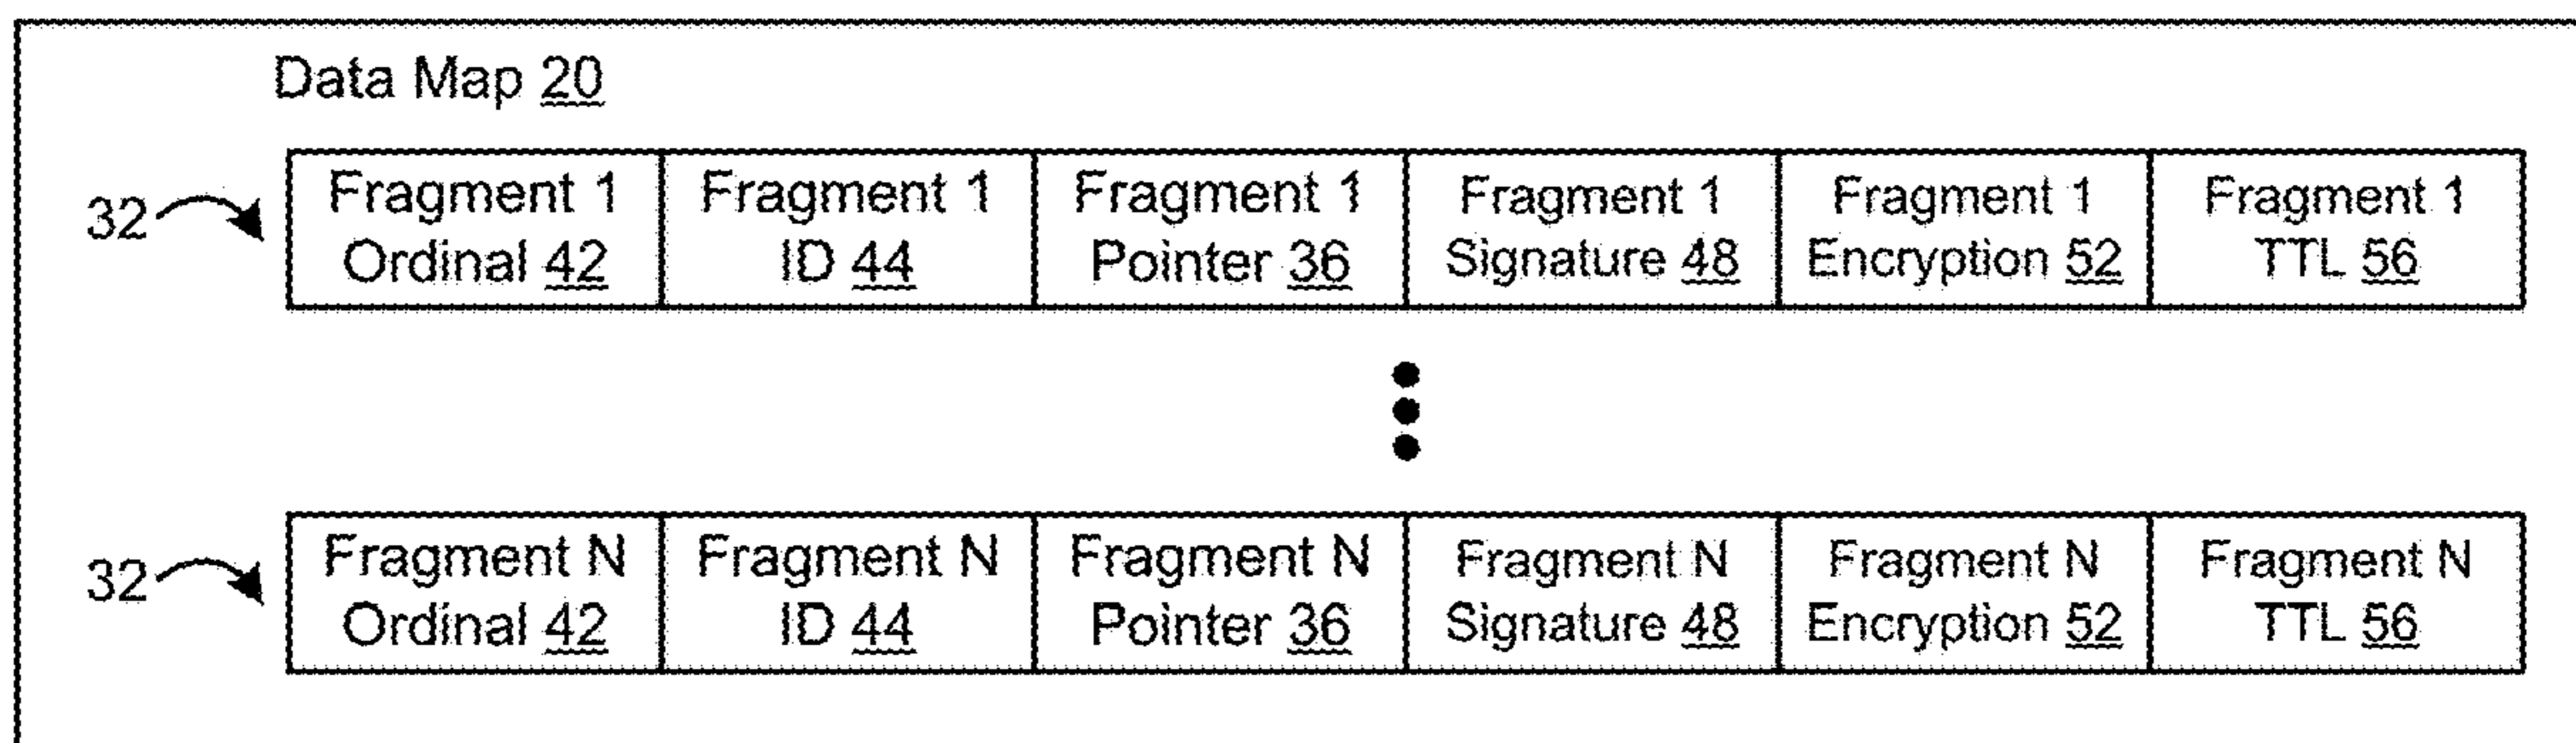 Data Map 20
32 Fragment 1 Fragment 1 Fragment 1 Fragment 1 Fragment 1 Fragment 1
Ordinal 42 ID 44 Pointer 36 Signature 48 Encryption 52 TTL 56
32 Fragment N Fragment N Fragment N Fragment N Fragment N Fragment N
Ordinal 42 ID 44 Pointer 36 Signature 48 Encryption 52 TTL 56